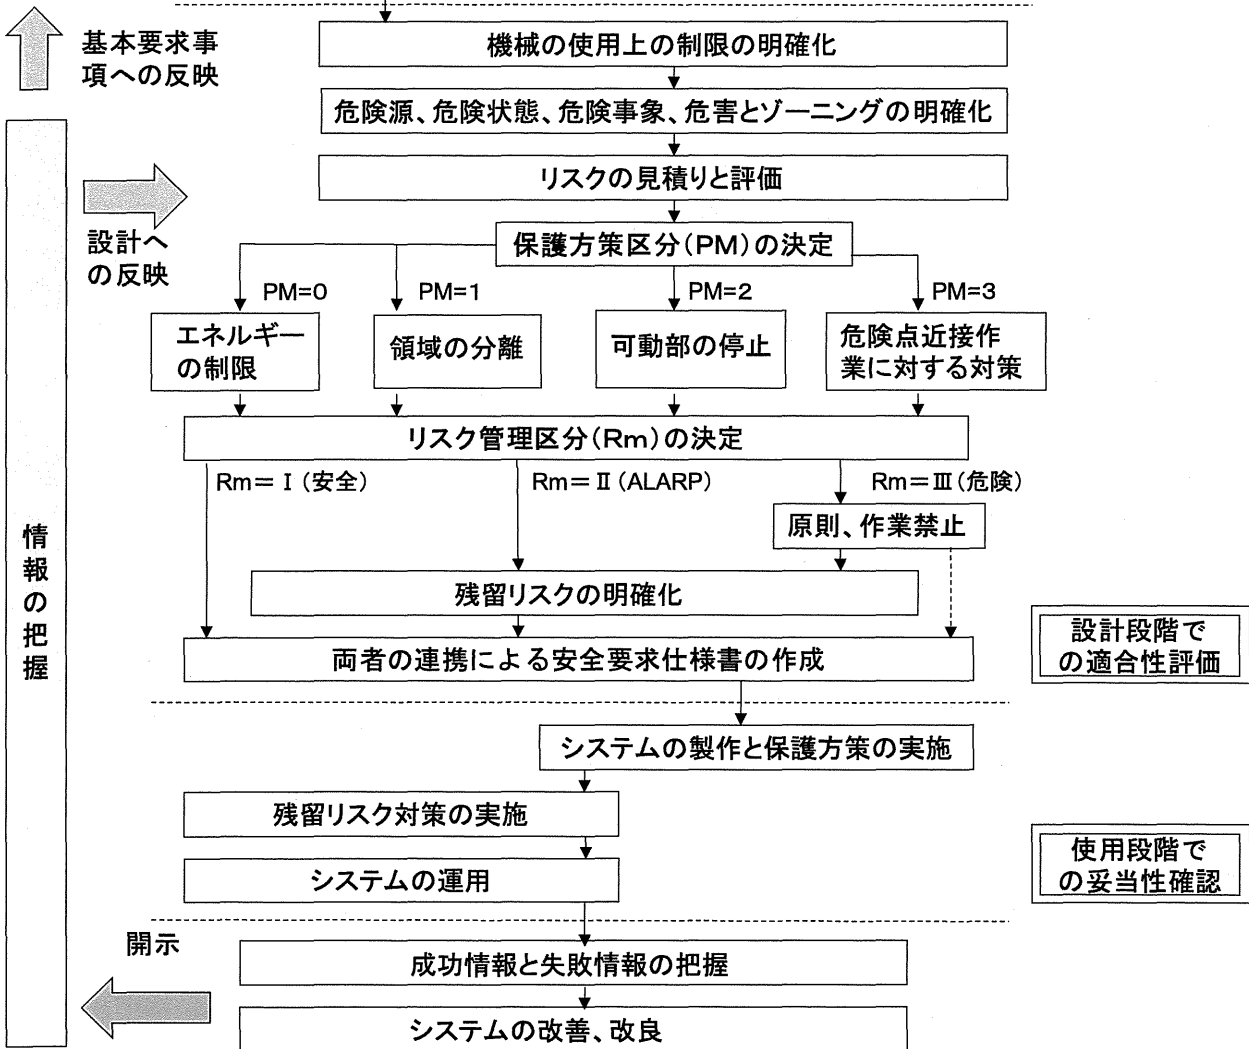 基本要求事
項への反映
機械の使用上の制限の明確化
危険源、危険状態、危険事象、危害とゾーニングの明確化
リスクの見積りと評価
設計へ
の反映
保護方策区分(PM)の決定
PM=0
PM=1
PM=2
PM=3
エネルギー
の制限
領域の分離
可動部の停止
危険点近接作
業に対する対策
リスク管理区分(Rm)の決定
Rm=Ⅰ(安全)
Rm=Ⅱ(ALARP)
Rm=Ⅲ(危険)
原則、作業禁止
残留リスクの明確化
両者の連携による安全要求仕様書の作成
設計段階で
の適合性評価
情報の把握
システムの製作と保護方策の実施
残留リスク対策の実施
システムの運用
使用段階で
の妥当性確認
開示
成功情報と失敗情報の把握
システムの改善、改良